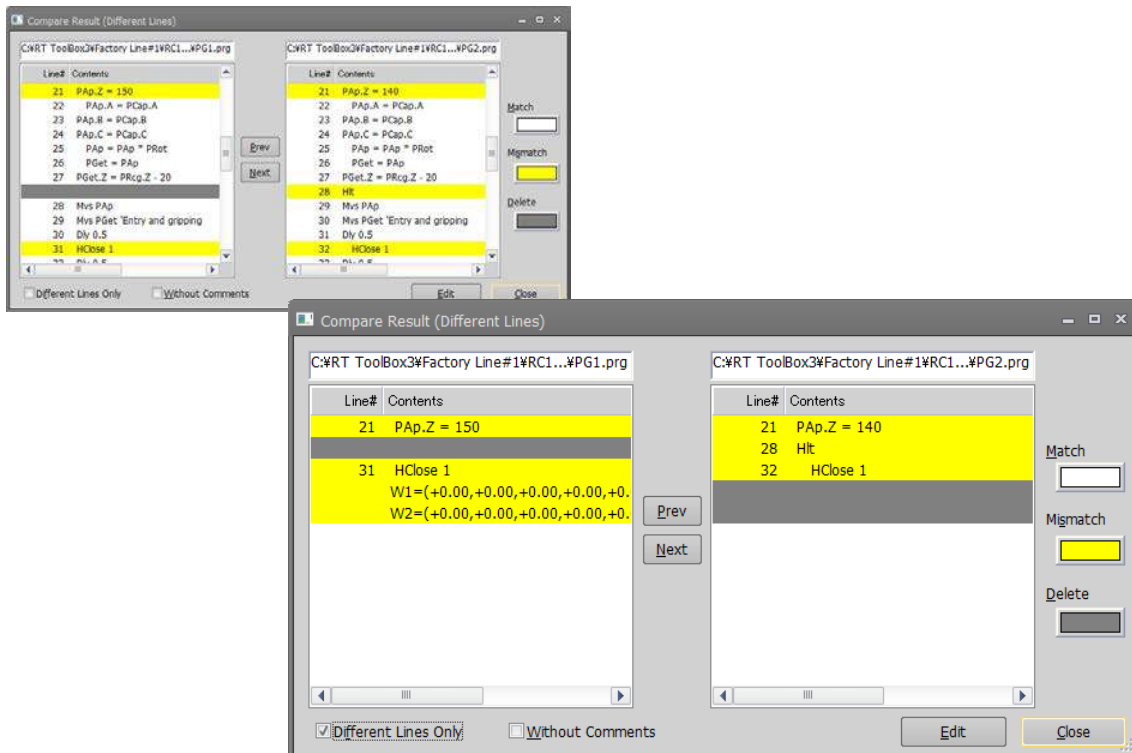 Compare Result (Different Lines)
C:¥RT ToolBox3¥Factory Line#1¥RC1...¥PG1.prg
Line# Contents
21 PAp.Z = 150
22 PAp.A = PCap.A
23 PAp.B = PCap.B
24 PAp.C = PCap.C
25 PAp = PAp * PRot
26 PGet = PAp
27 PGet.Z = PRcg.Z - 20
28 Mvs PAp
29 Mvs PGet 'Entry and gripping
30 Dly 0.5
31 HClose 1
Prev
Next
C:¥RT ToolBox3¥Factory Line#1¥RC1...¥PG2.prg
Line# Contents
21 PAp.Z = 140
22 PAp.A = PCap.A
23 PAp.B = PCap.B
24 PAp.C = PCap.C
25 PAp = PAp * PRot
26 PGet = PAp
27 PGet.Z = PRcg.Z - 20
28 Hlt
29 Mvs PAp
30 Mvs PGet 'Entry and gripping
31 Dly 0.5
32 HClose 1
Match
Mismatch
Delete
Different Lines Only
Without Comments
Edit
Close
Compare Result (Different Lines)
C:¥RT ToolBox3¥Factory Line#1¥RC1...¥PG1.prg
Line# Contents
21 PAp.Z = 150
31 HClose 1
W1=(+0.00,+0.00,+0.00,+0.00,+0.
W2=(+0.00,+0.00,+0.00,+0.00,+0.
Prev
Next
C:¥RT ToolBox3¥Factory Line#1¥RC1...¥PG2.prg
Line# Contents
21 PAp.Z = 140
28 Hlt
32 HClose 1
Match
Mismatch
Delete
Different Lines Only
Without Comments
Edit
Close